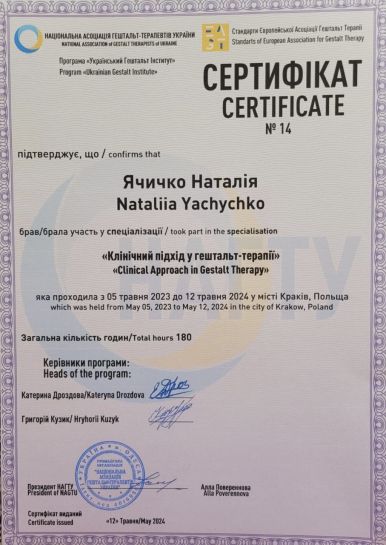 НАЦІОНАЛЬНА АСОЦІАЦІЯ ГЕШТАЛЬТ-ТЕРАПЕВТІВ УКРАЇНИ
NATIONAL ASSOCIATION OF GESTALT THERAPISTS OF UKRAINE
Стандарти Європейської Асоціації Гештальт Терапії
Standarts of European Association for Gestalt Therapy
Програма «Український Гештальт Інститут»
Program «Ukrainian Gestalt Institute»
СЕРТИФІКАТ
CERTIFICATE
№ 14
підтверджує, що / confirms that
Ячичко Наталія
Nataliia Yachychko
брав/брала участь у спеціалізації / took part in the specialisation
«Клінічний підхід у гештальт-терапії»
«Clinical Approach in Gestalt Therapy»
яка проходила з 05 травня 2023 до 12 травня 2024 у місті Краків, Польща
which was held from May 05, 2023 to May 12, 2024 in the city of Krakow, Poland
Загальна кількість годин/Total hours 180
Керівники програми:
Heads of the program:
Катерина Дроздова/Kateryna Drozdova
Григорій Кузик/ Hryhorii Kuzyk
Президент НАГТУ
President of NAGTU
Алла Повереннова
Alla Poverennova
Сертифікат виданий
Certificate issued
«12» Травня/May 2024
НАГТУ